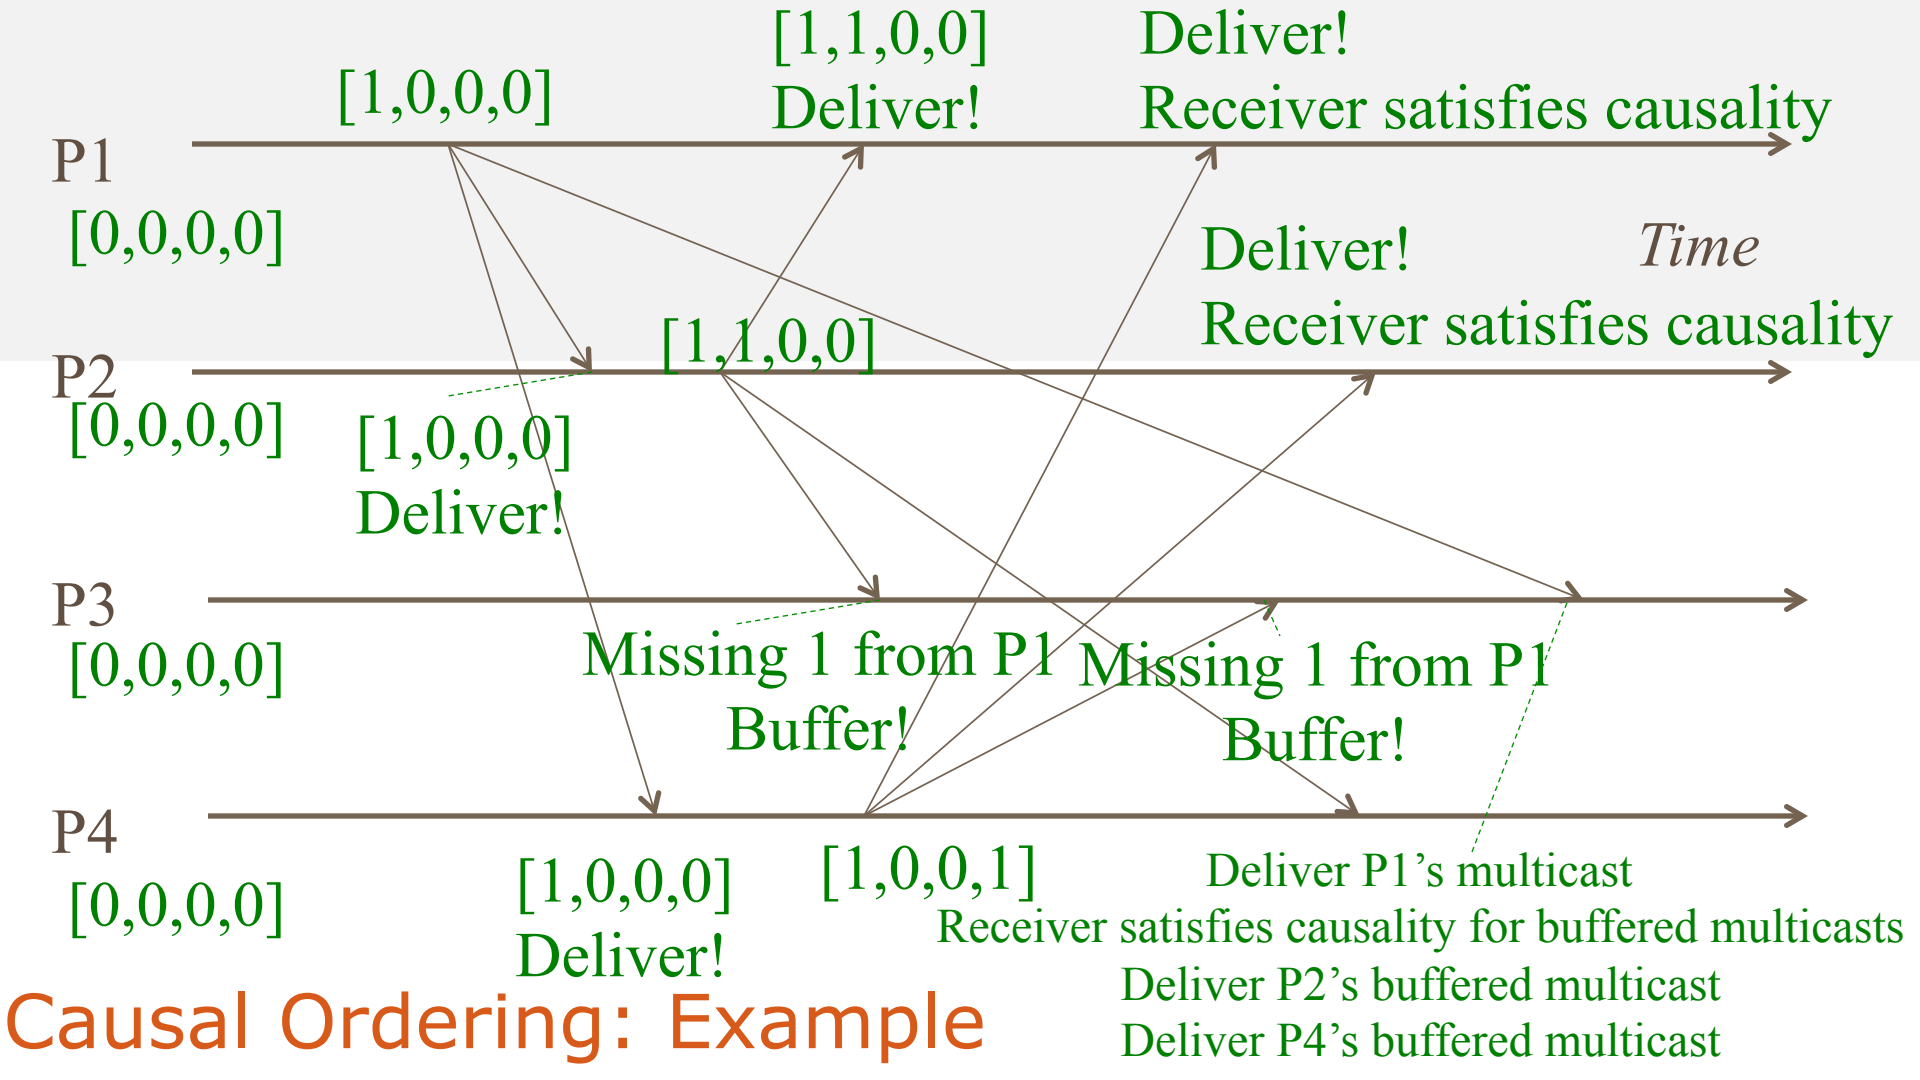 [1,1,0,0]
Deliver!
Deliver!
Receiver satisfies causality
[1,0,0,0]
P1
[0,0,0,0]
Time
Deliver!
Receiver satisfies causality
[1,1,0,0]
P2
[0,0,0,0]
[1,0,0,0]
Deliver!
P3
[0,0,0,0]
Missing 1 from P1
Buffer!
Missing 1 from P1
Buffer!
P4
[0,0,0,0]
[1,0,0,0]
Deliver!
[1,0,0,1]
Deliver P1’s multicast
Receiver satisfies causality for buffered multicasts
Deliver P2’s buffered multicast
Deliver P4’s buffered multicast
Causal Ordering: Example